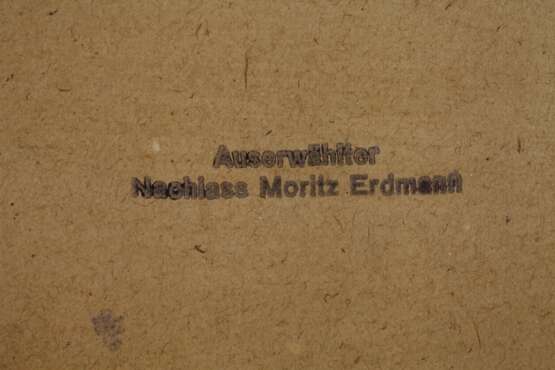 Auserwählter
Nachlass Moritz Erdmann